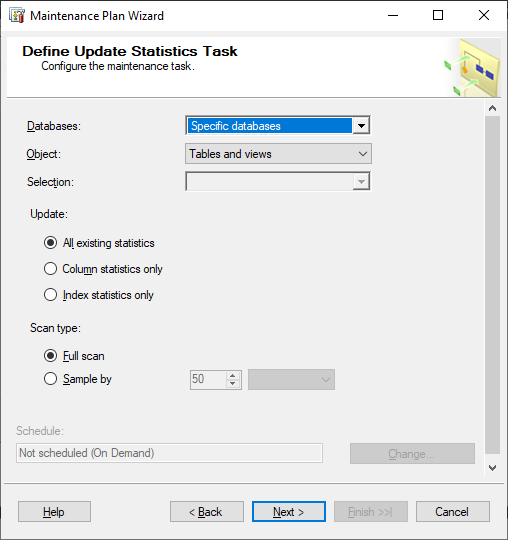 Maintenance Plan Wizard
Define Update Statistics Task
Configure the maintenance task.
Databases: Specific databases
Object: Tables and views
Selection:
Update:
All existing statistics
Column statistics only
Index statistics only
Scan type:
Full scan
Sample by 50
Schedule:
Not scheduled (On Demand) Change...
Help < Back Next > Finish >>| Cancel